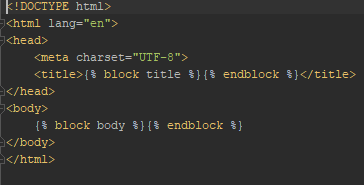 <!DOCTYPE html>
<html lang="en">
<head>
    <meta charset="UTF-8">
    <title>{% block title %}{% endblock %}</title>
</head>
<body>
    {% block body %}{% endblock %}
</body>
</html>